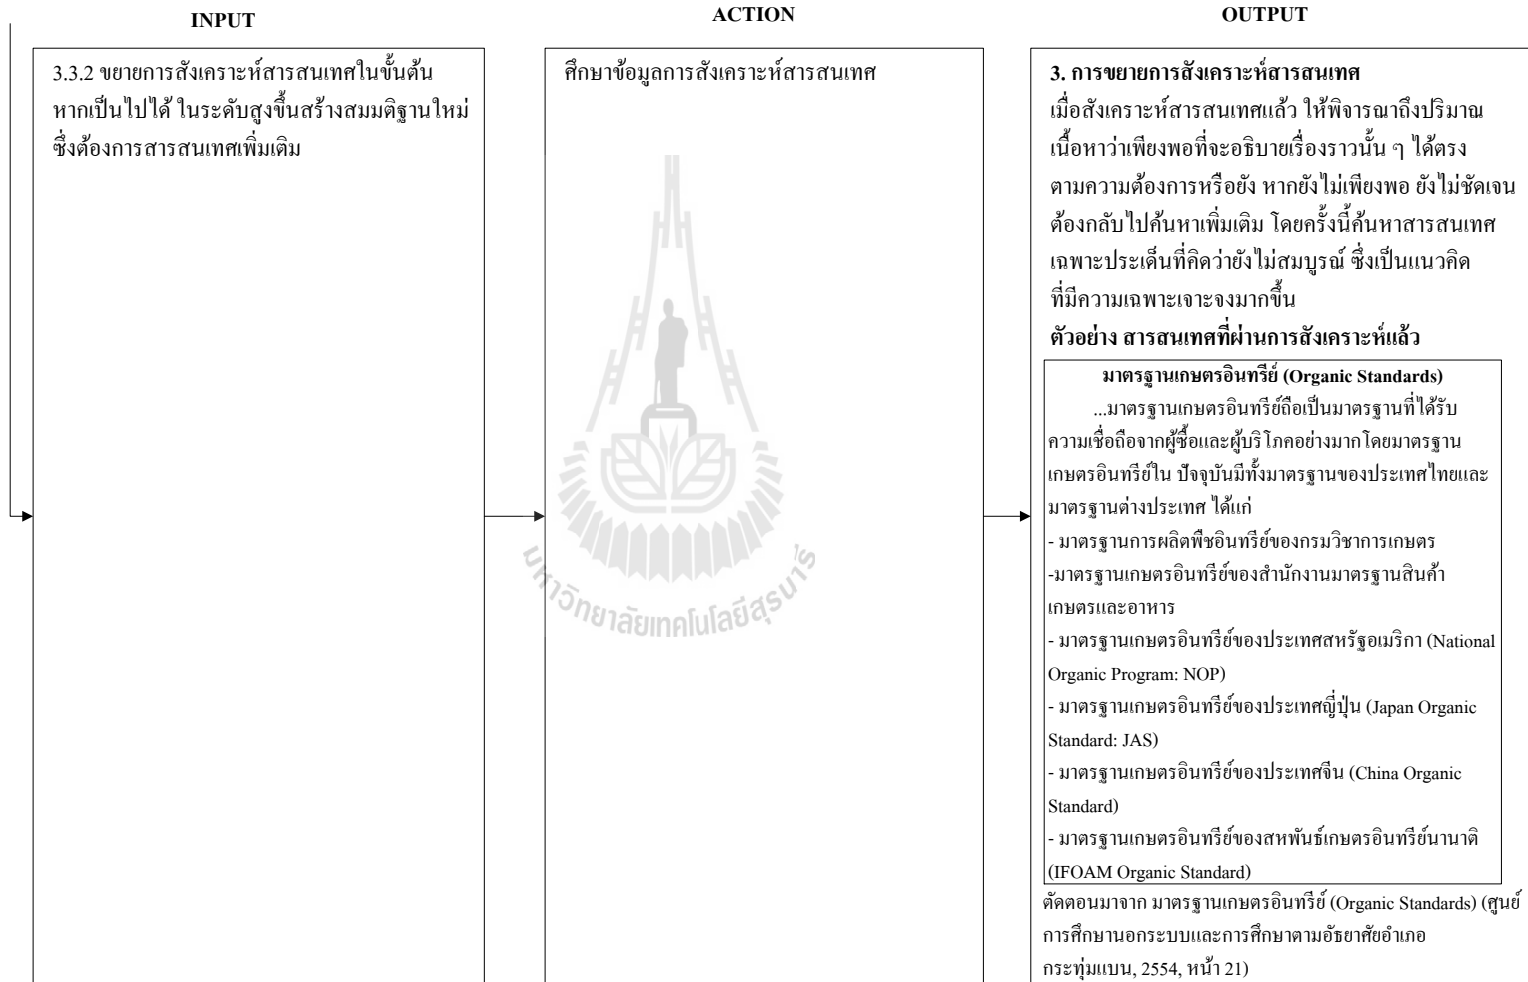 INPUT
ACTION
OUTPUT
3.3.2 ขยายการสังเคราะห์สารสนเทศในขั้นต้น
หากเป็นไปได้ ในระดับสูงขึ้นสร้างสมมติฐานใหม่
ซึ่งต้องการสารสนเทศเพิ่มเติม
ศึกษาข้อมูลการสังเคราะห์สารสนเทศ
3. การขยายการสังเคราะห์สารสนเทศ
เมื่อสังเคราะห์สารสนเทศแล้ว ให้พิจารณาถึงปริมาณ
เนื้อหาว่าเพียงพอที่จะอธิบายเรื่องราวนั้น ๆ ได้ตรง
ตามความต้องการหรือยัง หากยังไม่เพียงพอ ยังไม่ชัดเจน
ต้องกลับไปค้นหาเพิ่มเติม โดยครั้งนี้ค้นหาสารสนเทศ
เฉพาะประเด็นที่คิดว่ายังไม่สมบูรณ์ ซึ่งเป็นแนวคิด
ที่มีความเฉพาะเจาะจงมากขึ้น
ตัวอย่าง สารสนเทศที่ผ่านการสังเคราะห์แล้ว
มาตรฐานเกษตรอินทรีย์ (Organic Standards)
...มาตรฐานเกษตรอินทรีย์ถือเป็นมาตรฐานที่ได้รับ
ความเชื่อถือจากผู้ซื้อและผู้บริโภคอย่างมากโดยมาตรฐาน
เกษตรอินทรีย์ใน ปัจจุบันมีทั้งมาตรฐานของประเทศไทยและ
มาตรฐานต่างประเทศ ได้แก่
- มาตรฐานการผลิตพืชอินทรีย์ของกรมวิชาการเกษตร
-มาตรฐานเกษตรอินทรีย์ของสำนักงานมาตรฐานสินค้า
เกษตรและอาหาร
- มาตรฐานเกษตรอินทรีย์ของประเทศสหรัฐอเมริกา (National
Organic Program: NOP)
- มาตรฐานเกษตรอินทรีย์ของประเทศญี่ปุ่น (Japan Organic
Standard: JAS)
- มาตรฐานเกษตรอินทรีย์ของประเทศจีน (China Organic
Standard)
- มาตรฐานเกษตรอินทรีย์ของสหพันธ์เกษตรอินทรีย์นานาติ
(IFOAM Organic Standard)
ตัดตอนมาจาก มาตรฐานเกษตรอินทรีย์ (Organic Standards) (ศูนย์
การศึกษานอกระบบและการศึกษาตามอัธยาศัยอำเภอ
กระทุ่มแบน, 2554, หน้า 21)
มหาวิทยาลัยเทคโนโลยีสุรนารี